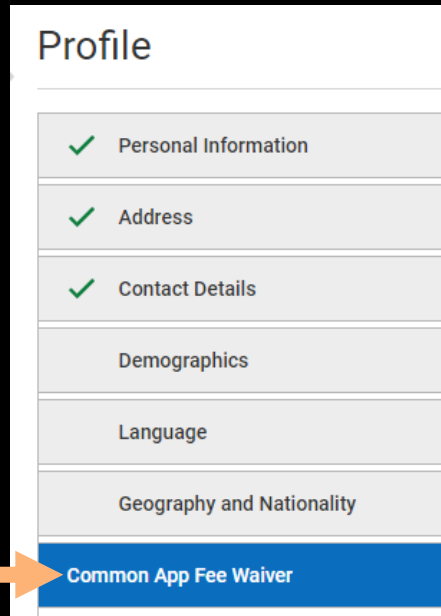 Profile
Personal Information
Address
Contact Details
Demographics
Language
Geography and Nationality
Common App Fee Waiver